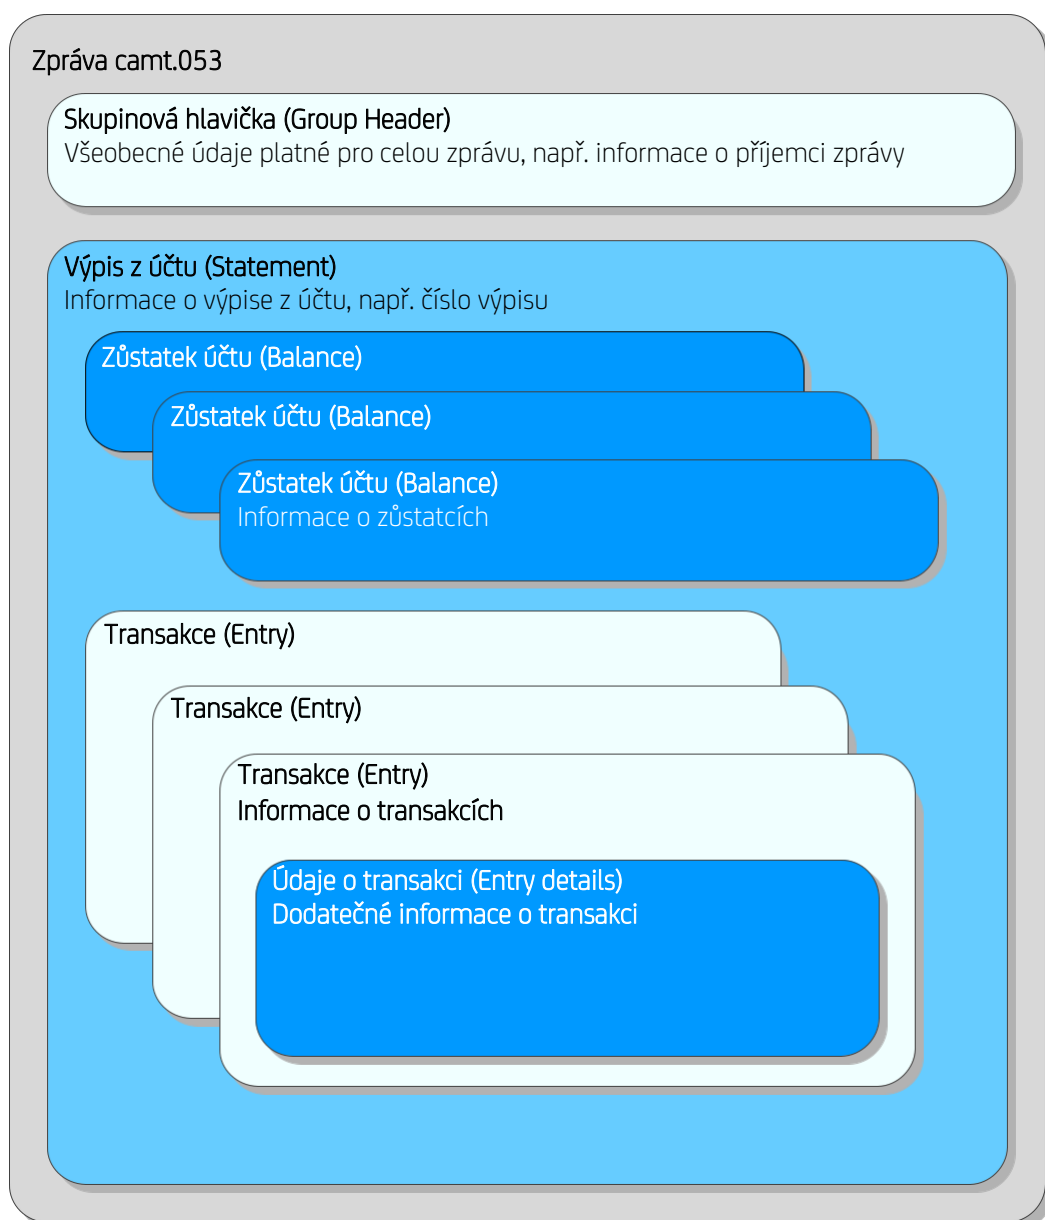 Zpráva camt.053
Skupinová hlavička (Group Header)
Všeobecné údaje platné pro celou zprávu, např. informace o příjemci zprávy
Výpis z účtu (Statement)
Informace o výpise z účtu, např. číslo výpisu
Zůstatek účtu (Balance)
Zůstatek účtu (Balance)
Zůstatek účtu (Balance)
Informace o zůstatcích
Transakce (Entry)
Transakce (Entry)
Transakce (Entry)
Informace o transakcích
Údaje o transakci (Entry details)
Dodatečné informace o transakci